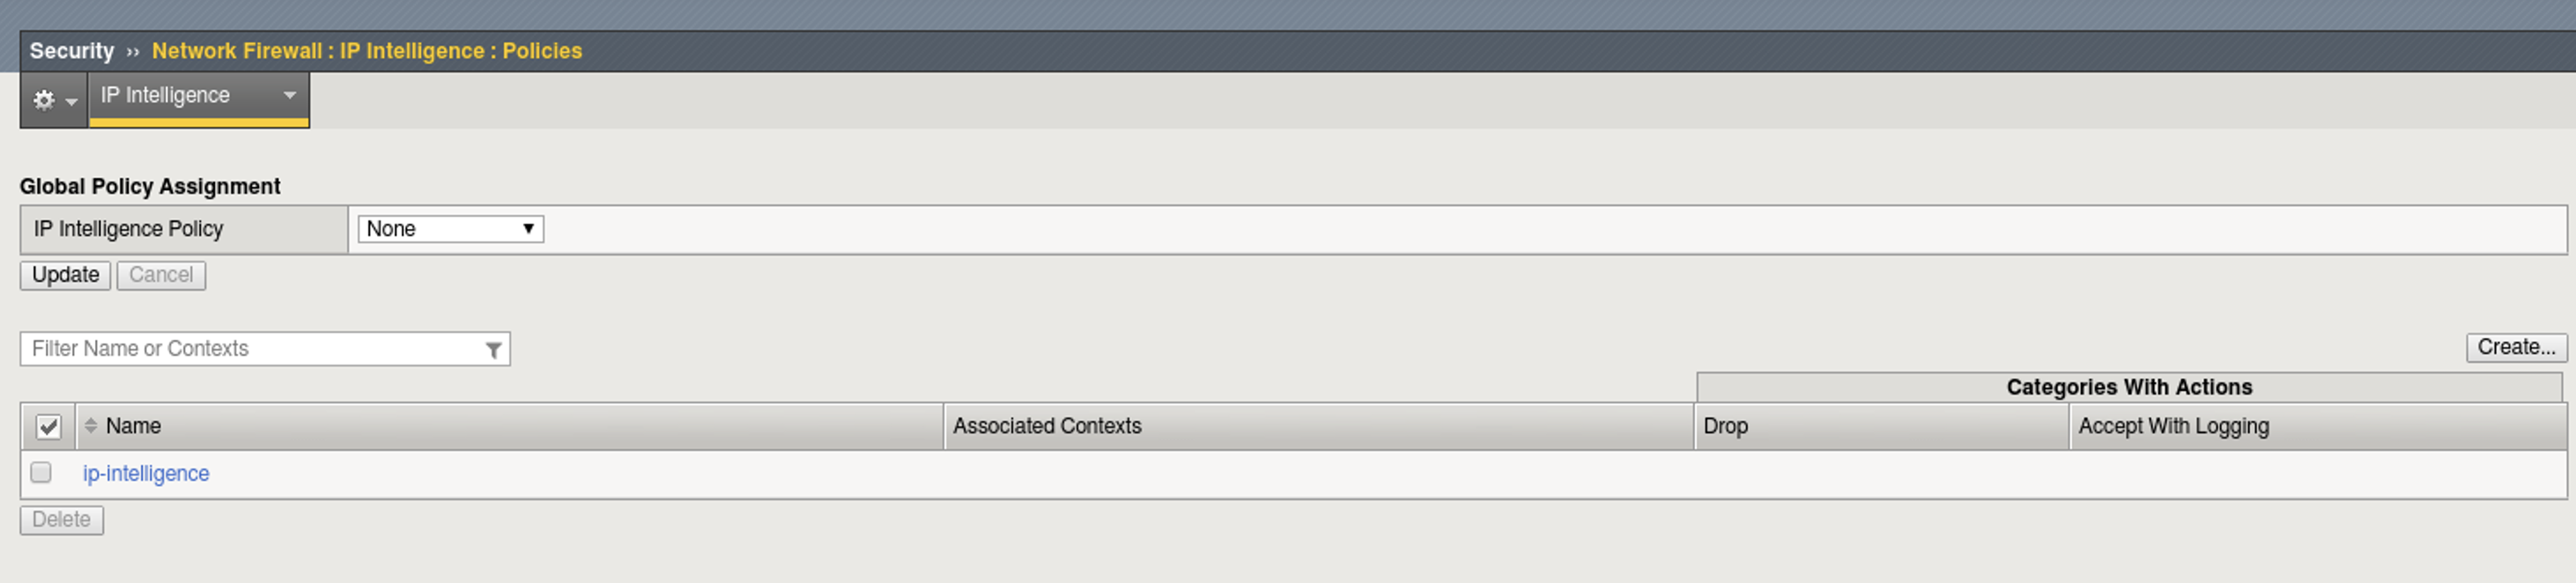 Security ›› Network Firewall : IP Intelligence : Policies
IP Intelligence
Global Policy Assignment
IP Intelligence Policy None
Update Cancel
Filter Name or Contexts Create...
Categories With Actions
Name Associated Contexts Drop Accept With Logging
ip-intelligence
Delete